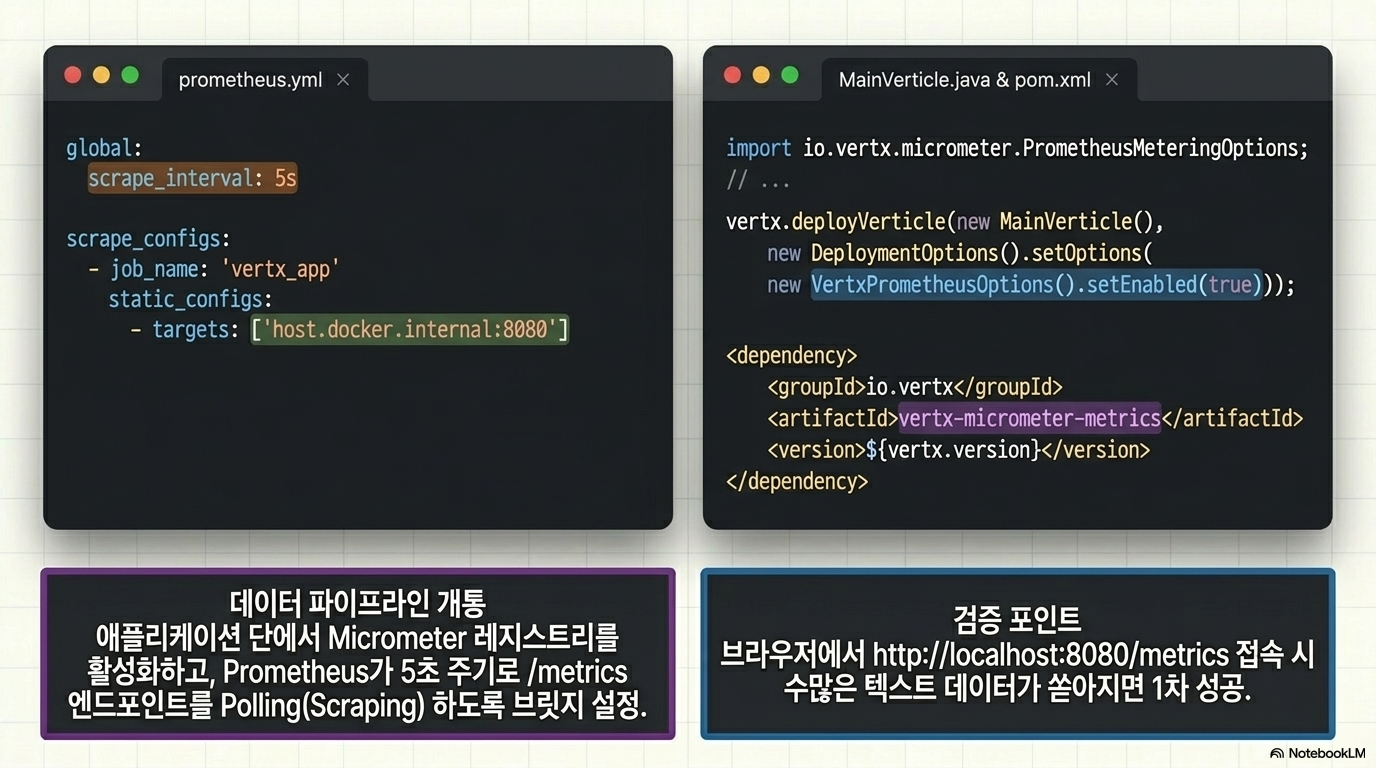 prometheus.yml ×
global:
scrape_interval: 5s
scrape_configs:
- job_name: 'vertx_app'
static_configs:
- targets: ['host.docker.internal:8080']
데이터 파이프라인 개통
애플리케이션 단에서 Micrometer 레지스트리를
활성화하고, Prometheus가 5초 주기로 /metrics
엔드포인트를 Polling(Scraping) 하도록 브릿지 설정.
MainVerticle.java & pom.xml ×
import io.vertx.micrometer.PrometheusMeteringOptions;
// ...
vertx.deployVerticle(new MainVerticle(),
new DeploymentOptions().setOptions(
new VertxPrometheusOptions().setEnabled(true)));
<dependency>
<groupId>io.vertx</groupId>
<artifactId>vertx-micrometer-metrics</artifactId>
<version>${vertx.version}</version>
</dependency>
검증 포인트
브라우저에서 http://localhost:8080/metrics 접속 시
수많은 텍스트 데이터가 쏟아지면 1차 성공.
NotebookLM